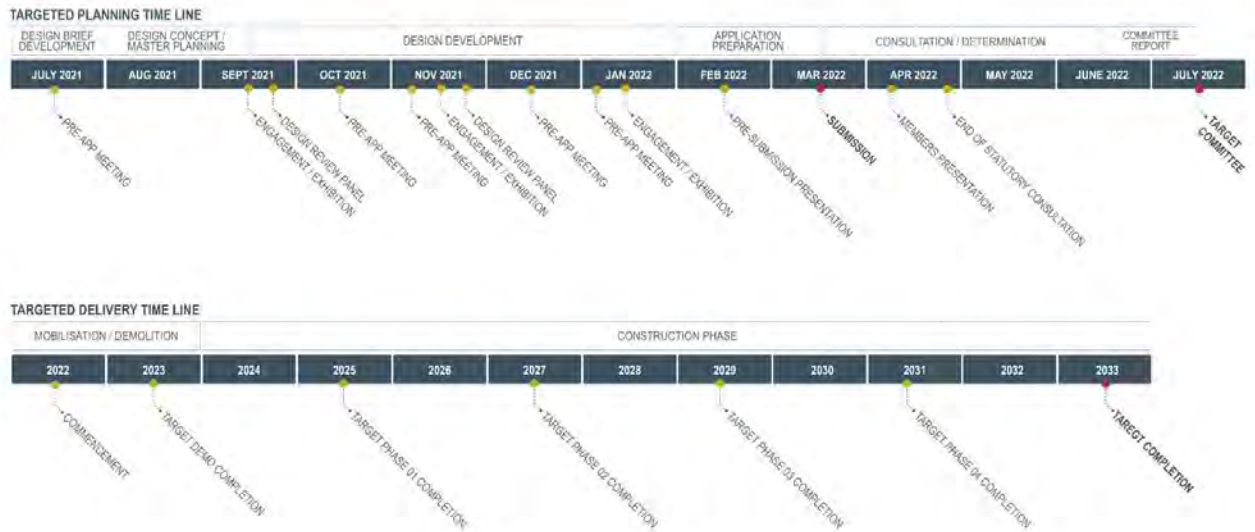 TARGETED PLANNING TIME LINE
DESIGN BRIEF
DEVELOPMENT
DESIGN CONCEPT /
MASTER PLANNING
DESIGN DEVELOPMENT
APPLICATION
PREPARATION
CONSULTATION / DETERMINATION
COMMITTEE
REPORT
JULY 2021
AUG 2021
SEPT 2021
OCT 2021
NOV 2021
DEC 2021
JAN 2022
FEB 2022
MAR 2022
APR 2022
MAY 2022
JUNE 2022
JULY 2022
PRE-APP MEETING
ENGAGEMENT / EXHIBITION
DESIGN REVIEW PANEL
PRE-APP MEETING
PRE-APP MEETING
ENGAGEMENT / EXHIBITION
DESIGN REVIEW PANEL
PRE-APP MEETING
PRE-APP MEETING
ENGAGEMENT / EXHIBITION
PRE-SUBMISSION PRESENTATION
SUBMISSION
MEMBERS PRESENTATION
END OF STATUTORY CONSULTATION
TARGET
COMMITTEE
TARGETED DELIVERY TIME LINE
MOBILISATION / DEMOLITION
CONSTRUCTION PHASE
2022
2023
2024
2025
2026
2027
2028
2029
2030
2031
2032
2033
COMMENCEMENT
TARGET DEMO COMPLETION
TARGET PHASE 01 COMPLETION
TARGET PHASE 02 COMPLETION
TARGET PHASE 03 COMPLETION
TARGET PHASE 04 COMPLETION
TAREGT COMPLETION